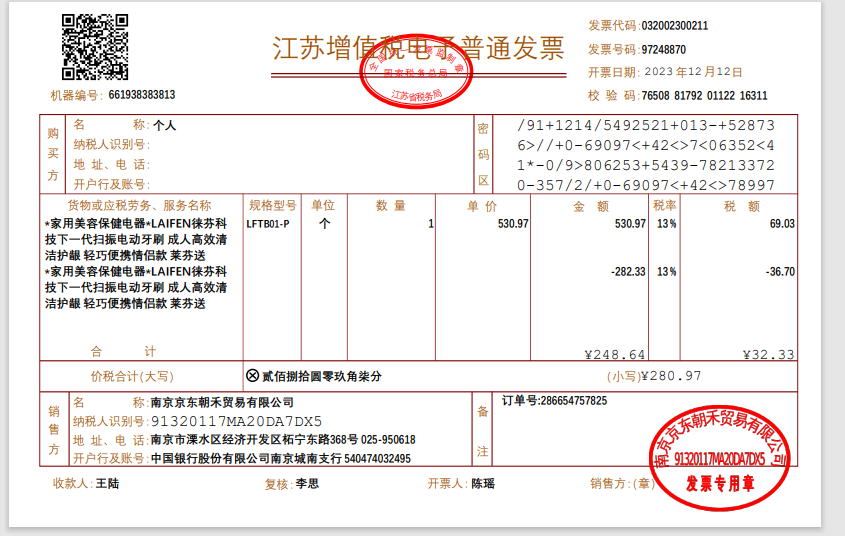 江苏增值税电子普通发票
全国统一发票监制章
国家税务总局
江苏省税务局
发票代码:032002300211
发票号码:97248870
开票日期: 2023年12月12日
机器编号: 661938383813
校 验 码:76508 81792 01122 16311
购买方
名 称:个人
纳税人识别号:
地 址、电 话:
开户行及账号:
密码区
/91+1214/5492521+013-+52873
6>//+0-69097<+42<>7<06352<4
1*-0/9>806253+5439-78213372
0-357/2/+0-69097<+42<>78997
货物或应税劳务、服务名称 规格型号 单位 数 量 单 价 金 额 税率 税 额
*家用美容保健电器*LAIFEN徕芬科 LFTB01-P 个 1 530.97 530.97 13% 69.03
技下一代扫振电动牙刷 成人高效清
洁护龈 轻巧便携情侣款 莱芬送
*家用美容保健电器*LAIFEN徕芬科 -282.33 13% -36.70
技下一代扫振电动牙刷 成人高效清
洁护龈 轻巧便携情侣款 莱芬送
合 计 ¥248.64 ¥32.33
价税合计(大写) ⊗贰佰捌拾圆零玖角柒分 (小写)¥280.97
销售方
名 称:南京京东朝禾贸易有限公司
纳税人识别号:91320117MA20DA7DX5
地 址、电 话:南京市溧水区经济开发区柘宁东路368号 025-950618
开户行及账号:中国银行股份有限公司南京城南支行 540474032495
备注
订单号:286654757825
南京京东朝禾贸易有限公司
91320117MA20DA7DX5
发票专用章
收款人:王陆 复核:李思 开票人:陈瑶 销售方:(章)